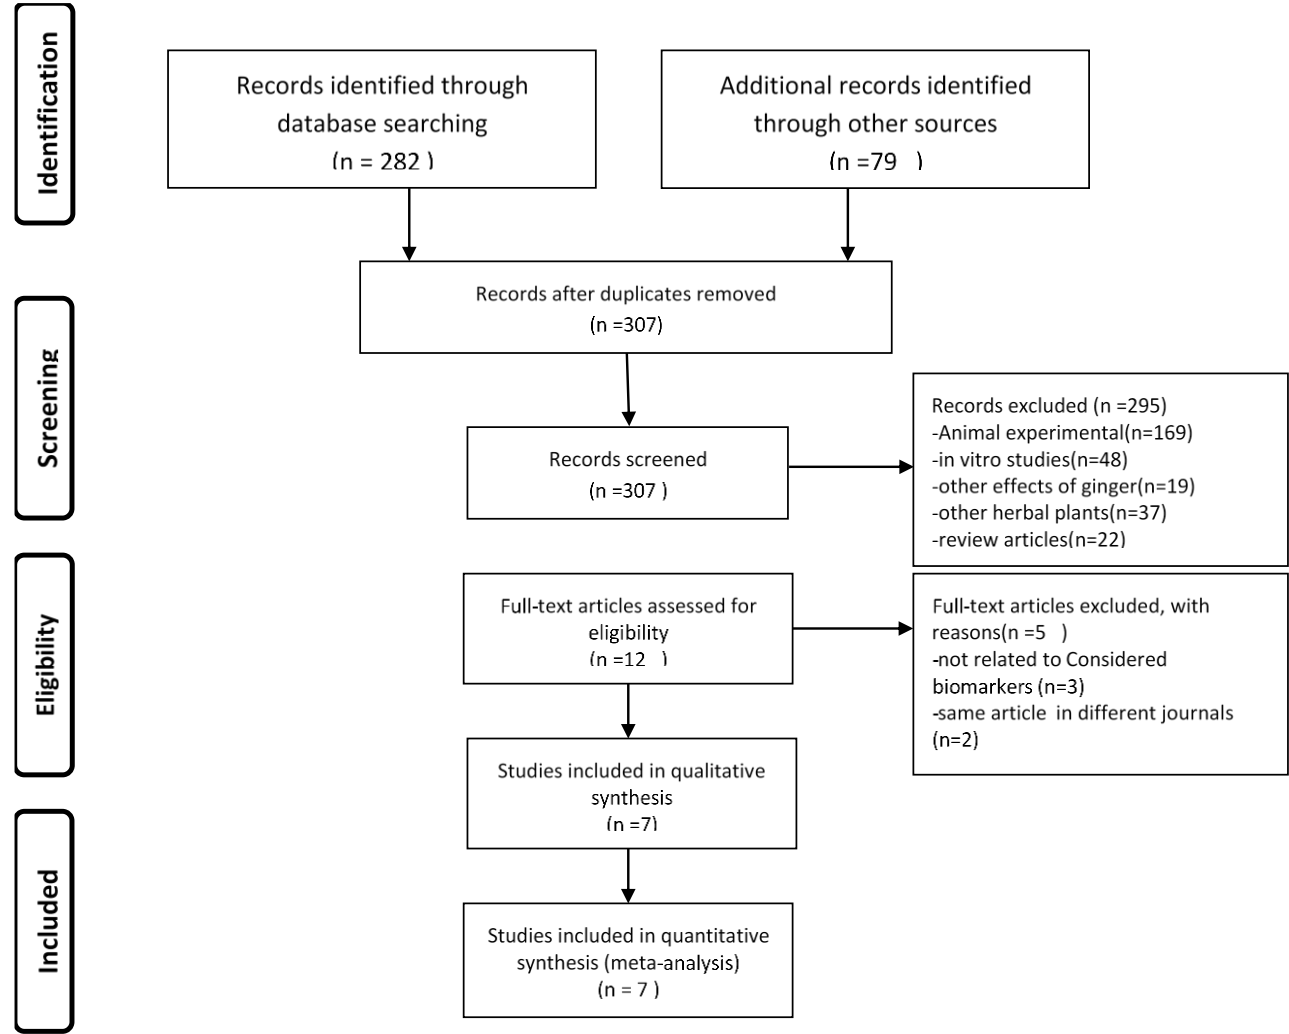 Identification
Records identified through
database searching
(n = 282 )
Additional records identified
through other sources
(n =79   )
Screening
Records after duplicates removed
(n =307)
Records screened
(n =307 )
Records excluded (n =295)
-Animal experimental(n=169)
-in vitro studies(n=48)
-other effects of ginger(n=19)
-other herbal plants(n=37)
-review articles(n=22)
Eligibility
Full-text articles assessed for
eligibility
(n =12   )
Full-text articles excluded, with
reasons(n =5   )
-not related to Considered
biomarkers (n=3)
-same article  in different journals
(n=2)
Studies included in qualitative
synthesis
(n =7)
Included
Studies included in quantitative
synthesis (meta-analysis)
(n = 7 )